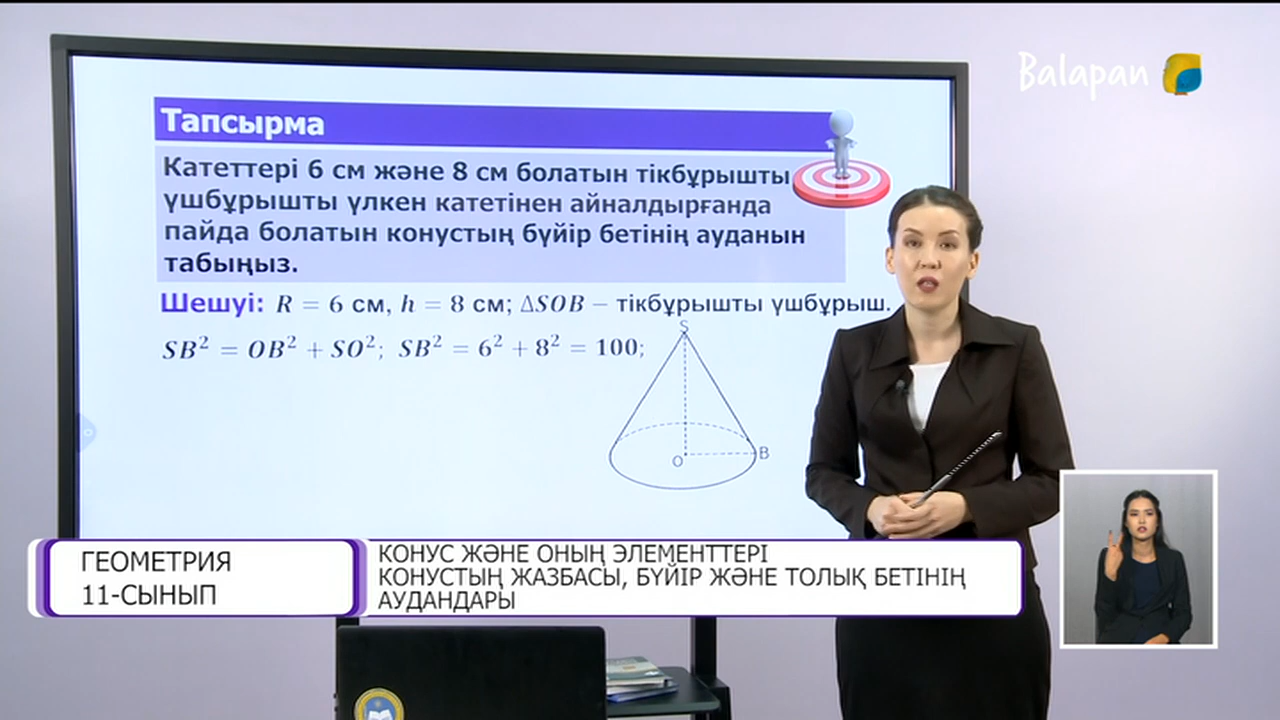 Balapan
Тапсырма
Катеттері 6 см және 8 см болатын тікбұрышты
үшбұрышты үлкен катетінен айналдырғанда
пайда болатын конустың бүйір бетінің ауданын
табыңыз.
Шешуі: R = 6 см, h = 8 см; ΔSOB – тікбұрышты үшбұрыш.
SB² = OB² + SO²; SB² = 6² + 8² = 100;
S
O
B
ГЕОМЕТРИЯ
11-СЫНЫП
КОНУС ЖӘНЕ ОНЫҢ ЭЛЕМЕНТТЕРІ
КОНУСТЫҢ ЖАЗБАСЫ, БҮЙІР ЖӘНЕ ТОЛЫҚ БЕТІНІҢ
АУДАНДАРЫ